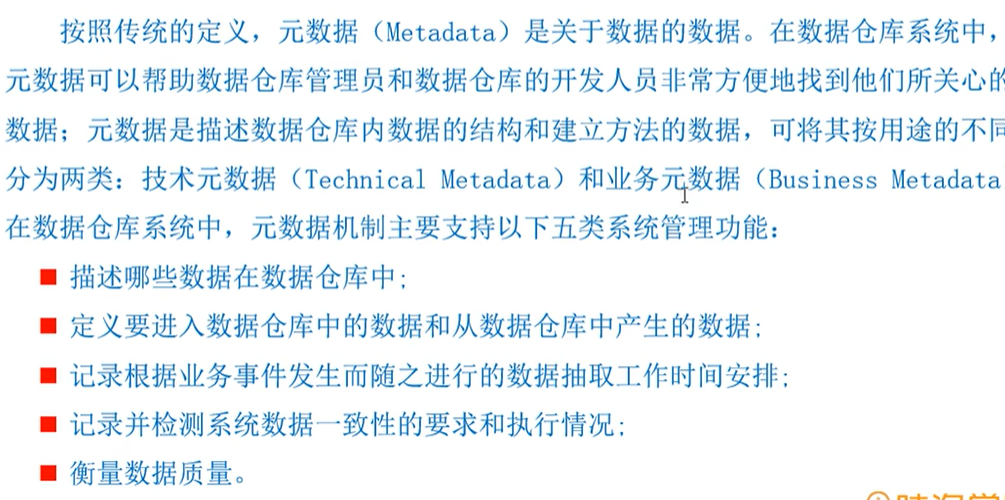 按照传统的定义，元数据（Metadata）是关于数据的数据。在数据仓库系统中，
元数据可以帮助数据仓库管理员和数据仓库的开发人员非常方便地找到他们所关心的
数据；元数据是描述数据仓库内数据的结构和建立方法的数据，可将其按用途的不同
分为两类：技术元数据（Technical Metadata）和业务元数据（Business Metadata
在数据仓库系统中，元数据机制主要支持以下五类系统管理功能：
描述哪些数据在数据仓库中;
定义要进入数据仓库中的数据和从数据仓库中产生的数据;
记录根据业务事件发生而随之进行的数据抽取工作时间安排;
记录并检测系统数据一致性的要求和执行情况;
衡量数据质量。